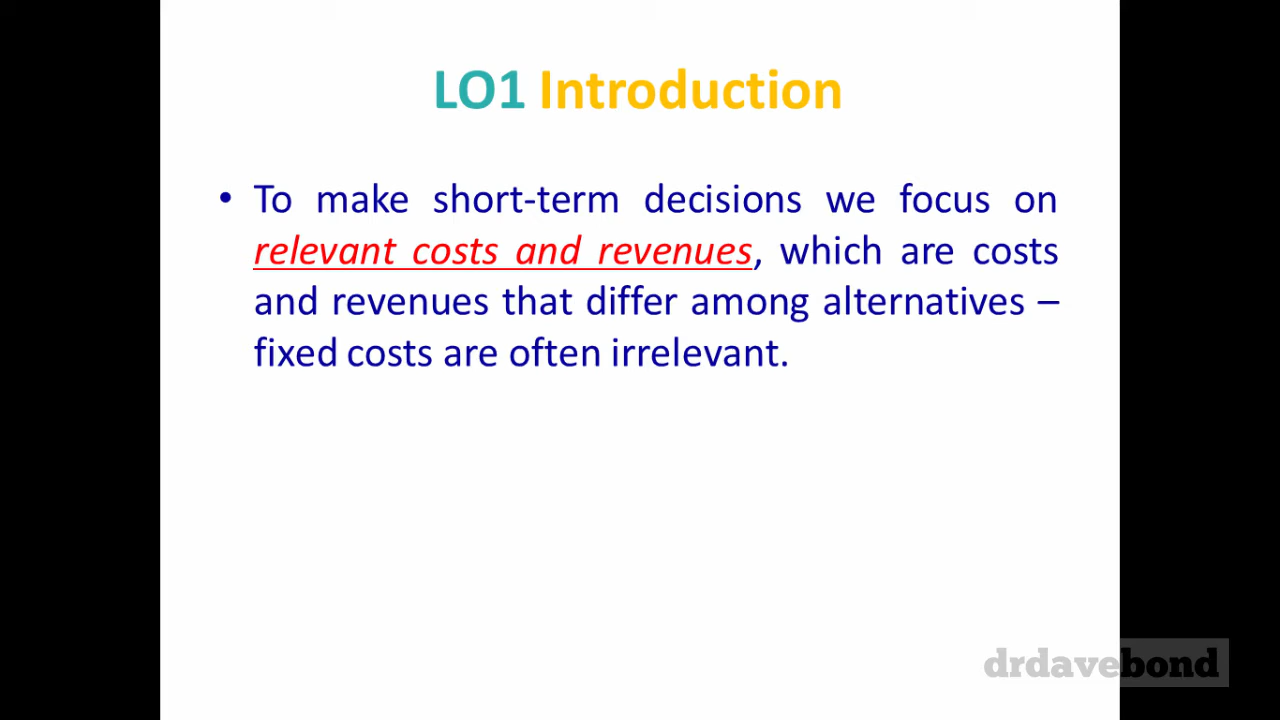 LO1 Introduction
• To make short-term decisions we focus on
relevant costs and revenues, which are costs
and revenues that differ among alternatives –
fixed costs are often irrelevant.
drdavebond